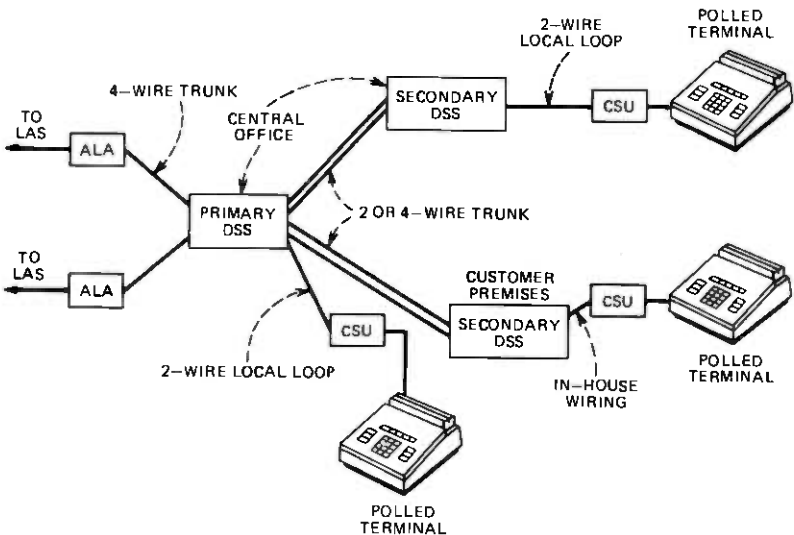 POLLED
TERMINAL
2-WIRE
LOCAL LOOP
4-WIRE TRUNK
SECONDARY
DSS
CSU
CENTRAL
OFFICE
TO
LAS
ALA
PRIMARY
DSS
2 OR 4-WIRE TRUNK
TO
LAS
ALA
CUSTOMER
PREMISES
CSU
SECONDARY
DSS
CSU
2-WIRE LOCAL LOOP
POLLED
TERMINAL
IN-HOUSE
WIRING
POLLED
TERMINAL